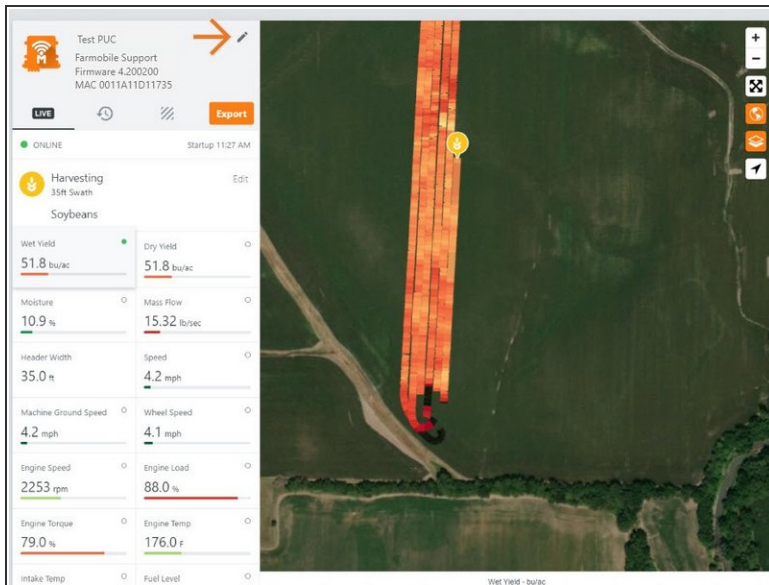 Test PUC
Farmobile Support
Firmware 4.200200
MAC 0011A11D11735
LIVE
Export
ONLINE
Startup 11:27 AM
Harvesting
Edit
35ft Swath
Soybeans
Wet Yield
Dry Yield
51.8 bu/ac
51.8 bu/ac
Moisture
Mass Flow
10.9 %
15.32 lb/sec
Header Width
Speed
35.0 ft
4.2 mph
Machine Ground Speed
Wheel Speed
4.2 mph
4.1 mph
Engine Speed
Engine Load
2253 rpm
88.0 %
Engine Torque
Engine Temp
79.0 %
176.0 F
Intake Temp
Fuel Level
Wet Yield - bu/ac